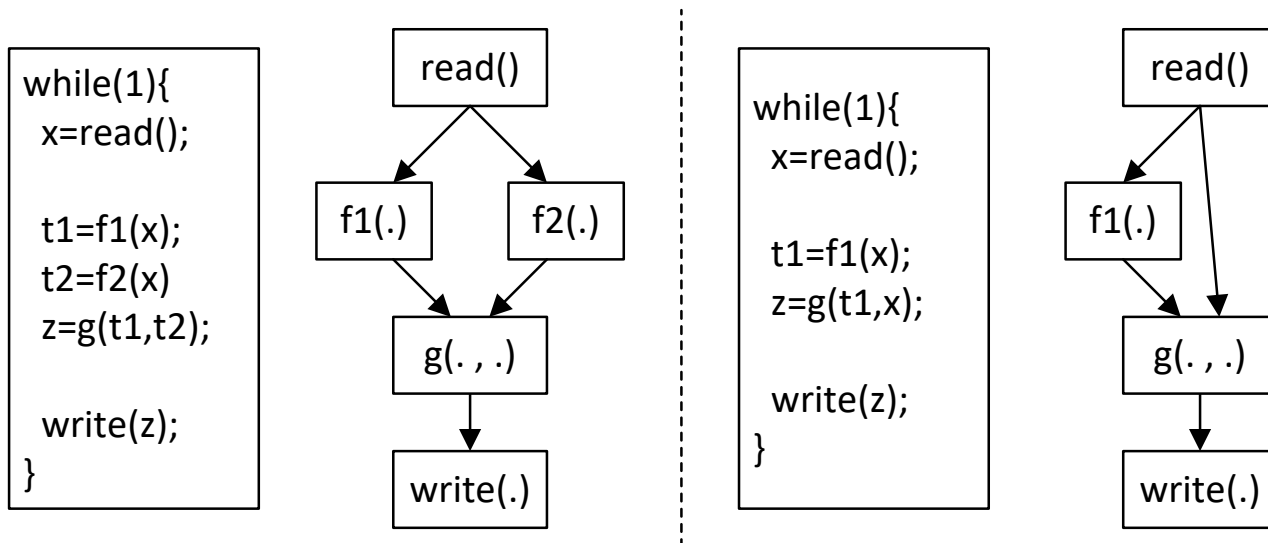 while(1){
x=read();
t1=f1(x);
t2=f2(x)
z=g(t1,t2);
write(z);
}
read()
f1(.)
f2(.)
g(. , .)
write(.)
while(1){
x=read();
t1=f1(x);
z=g(t1,x);
write(z);
}
read()
f1(.)
g(. , .)
write(.)